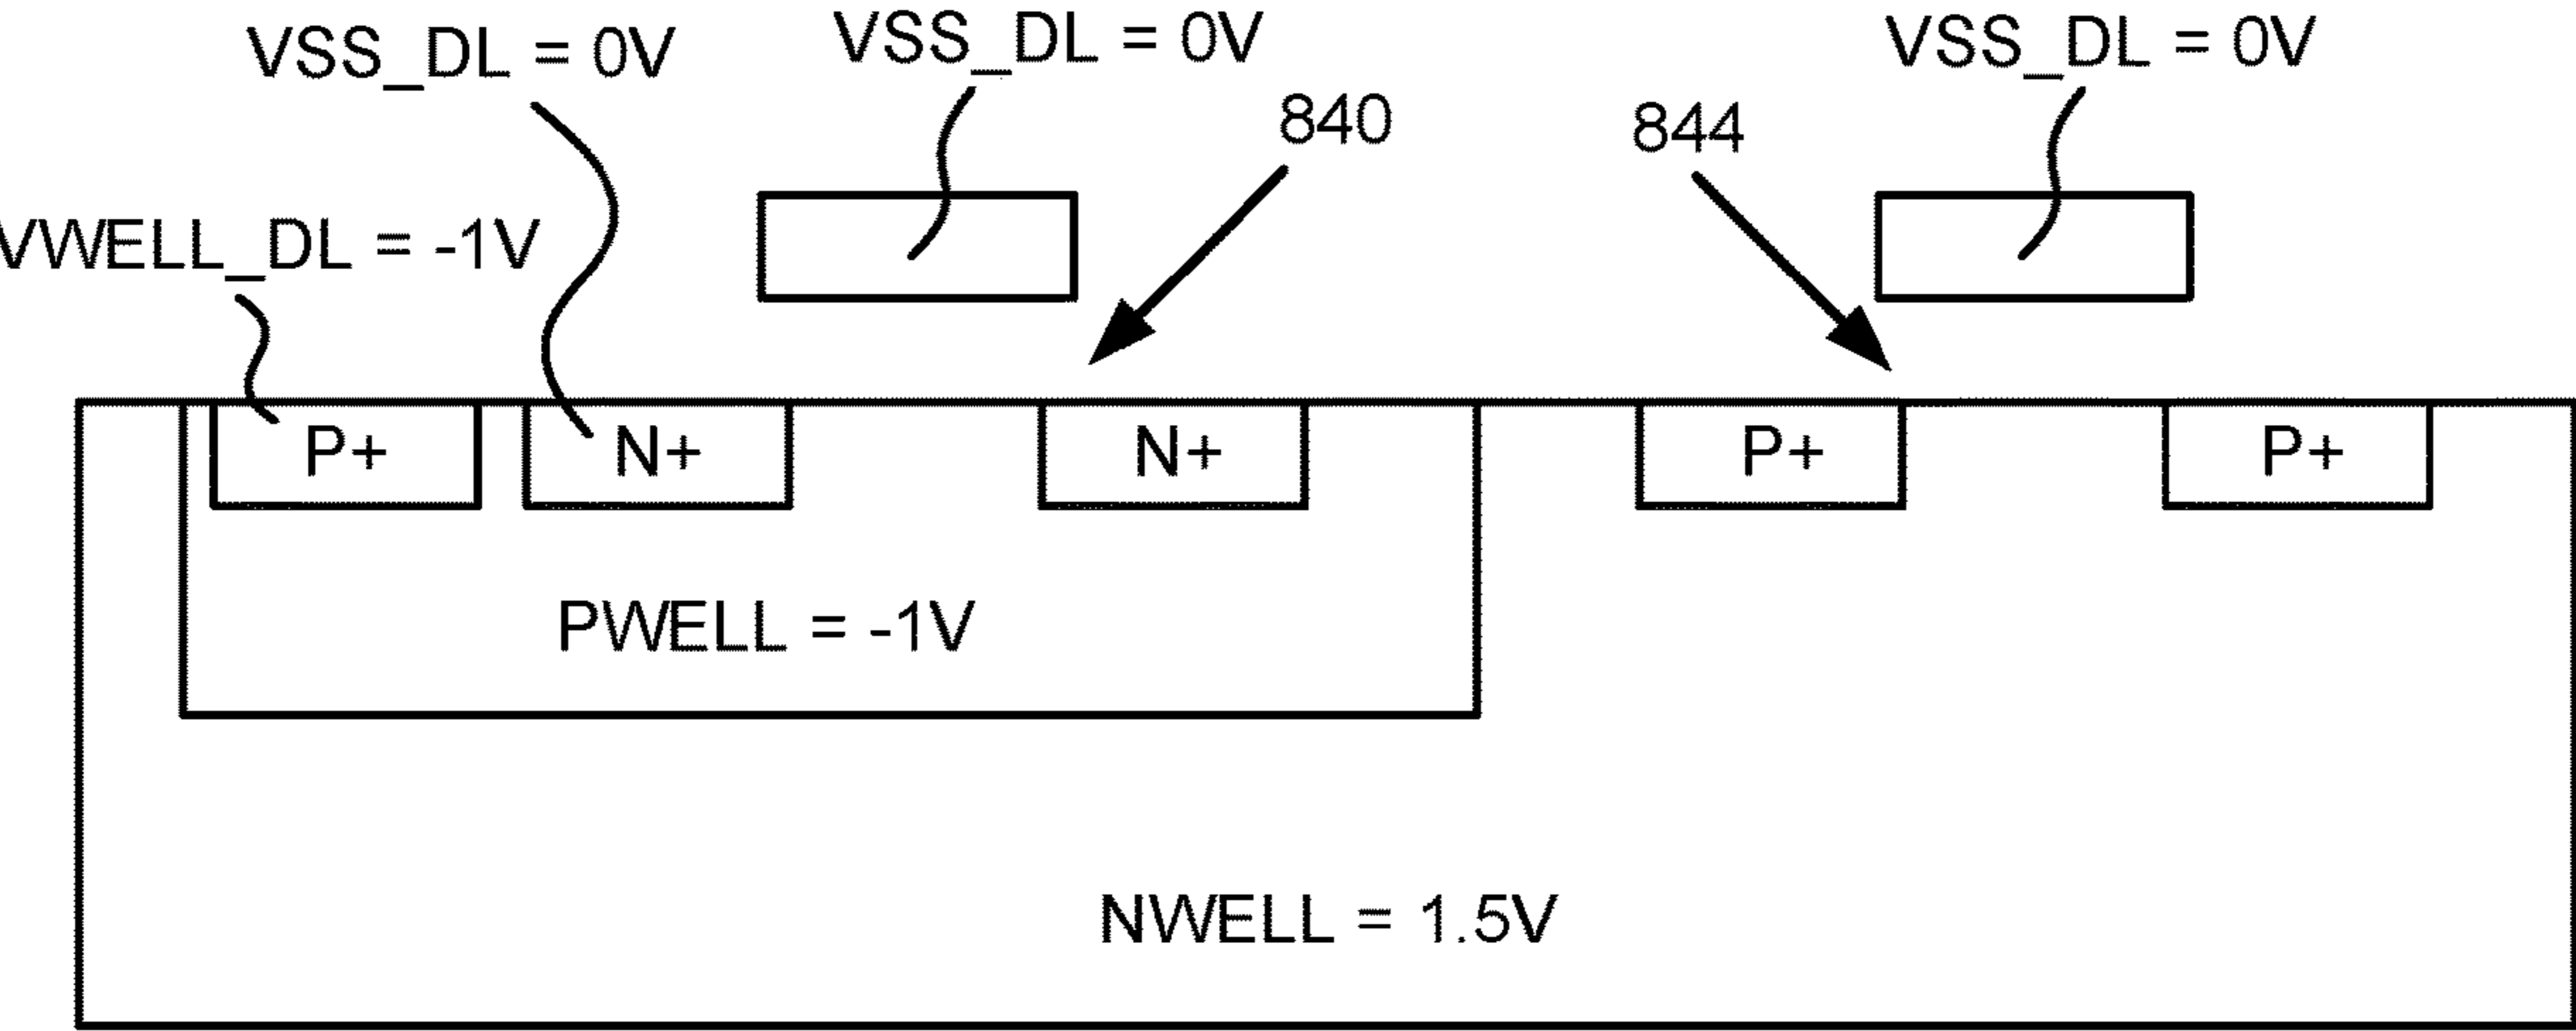 VSS_DL = 0V
VSS_DL = 0V
VSS_DL = 0V
840
844
VWELL_DL = -1V
P+
N+
N+
P+
P+
PWELL = -1V
NWELL = 1.5V